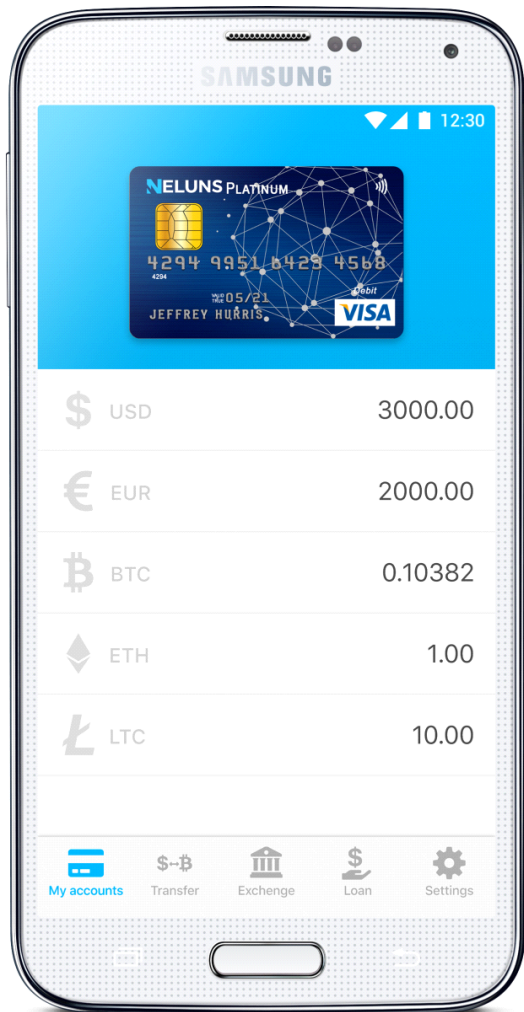 SAMSUNG
12:30
NELUNS PLATINUM
4294 9951 6423 4568
4294
VALID TRUE 05/21
Debit
JEFFREY HURRIS
VISA
$ USD 3000.00
€ EUR 2000.00
₿ BTC 0.10382
ETH 1.00
Ł LTC 10.00
$↔₿
$
My accounts Transfer Exchenge Loan Settings